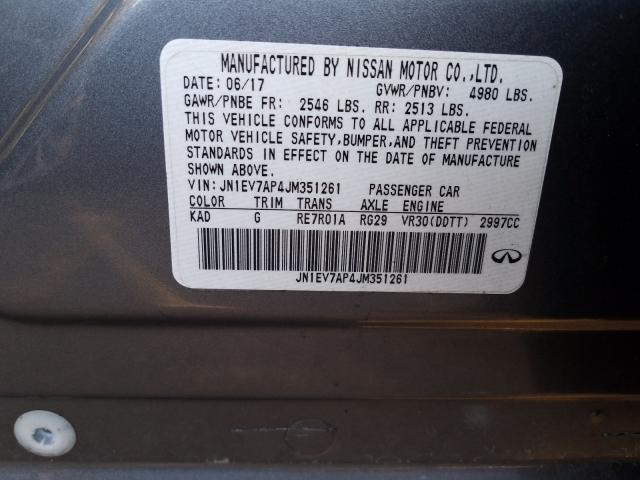 MANUFACTURED BY NISSAN MOTOR CO.,LTD.
DATE: 06/17 GVWR/PNBV: 4980 LBS.
GAWR/PNBE FR: 2546 LBS. RR: 2513 LBS.
THIS VEHICLE CONFORMS TO ALL APPLICABLE FEDERAL
MOTOR VEHICLE SAFETY,BUMPER,AND THEFT PREVENTION
STANDARDS IN EFFECT ON THE DATE OF MANUFACTURE
SHOWN ABOVE.
VIN:JN1EV7AP4JM351261 PASSENGER CAR
COLOR TRIM TRANS AXLE ENGINE
KAD G RE7R01A RG29 VR30(DDTT) 2997CC
JN1EV7AP4JM351261